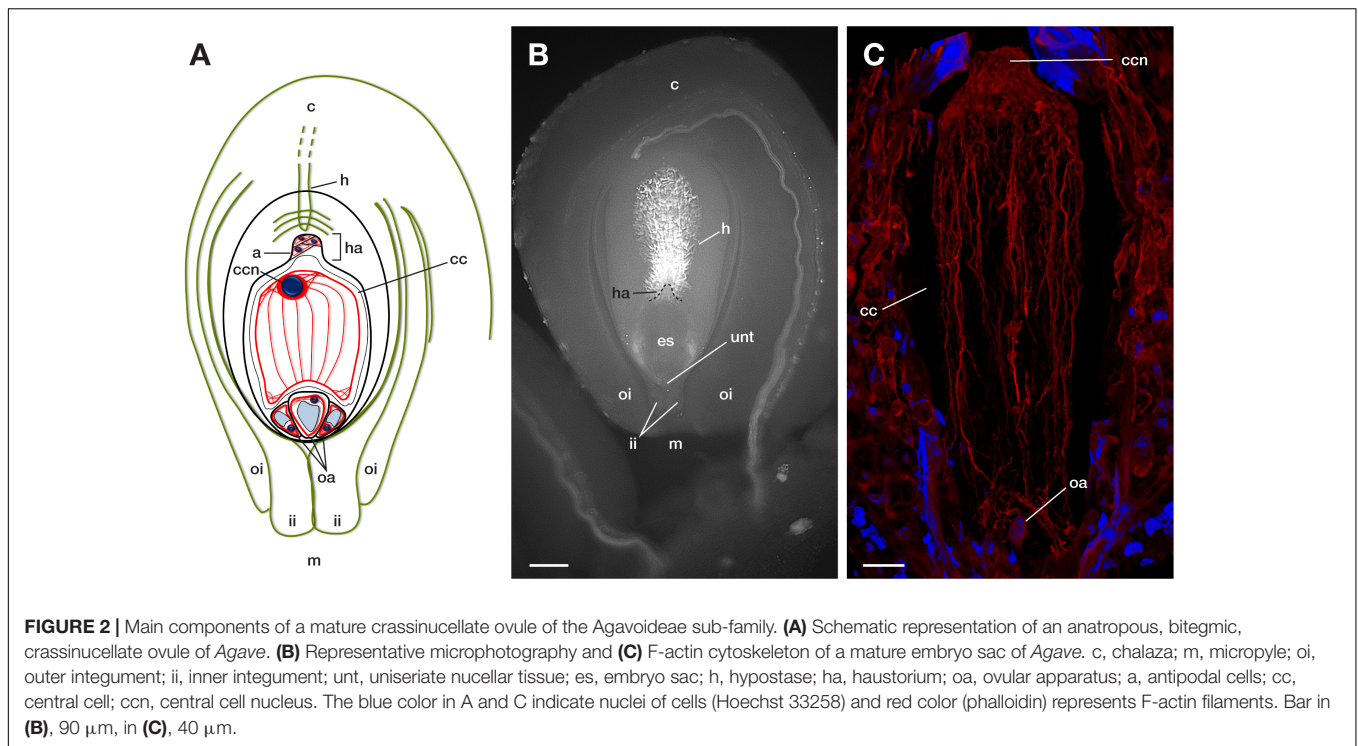 A
c
h
a
ha
ccn
cc
oi
oi
oa
ii
ii
m
B
c
h
ha
es
unt
oi
oi
ii
m
C
ccn
cc
oa
FIGURE 2 | Main components of a mature crassinucellate ovule of the Agavoideae sub-family. (A) Schematic representation of an anatropous, bitegmic,
crassinucellate ovule of Agave. (B) Representative microphotography and (C) F-actin cytoskeleton of a mature embryo sac of Agave. c, chalaza; m, micropyle; oi,
outer integument; ii, inner integument; unt, uniseriate nucellar tissue; es, embryo sac; h, hypostase; ha, haustorium; oa, ovular apparatus; a, antipodal cells; cc,
central cell; ccn, central cell nucleus. The blue color in A and C indicate nuclei of cells (Hoechst 33258) and red color (phalloidin) represents F-actin filaments. Bar in
(B), 90 μm, in (C), 40 μm.